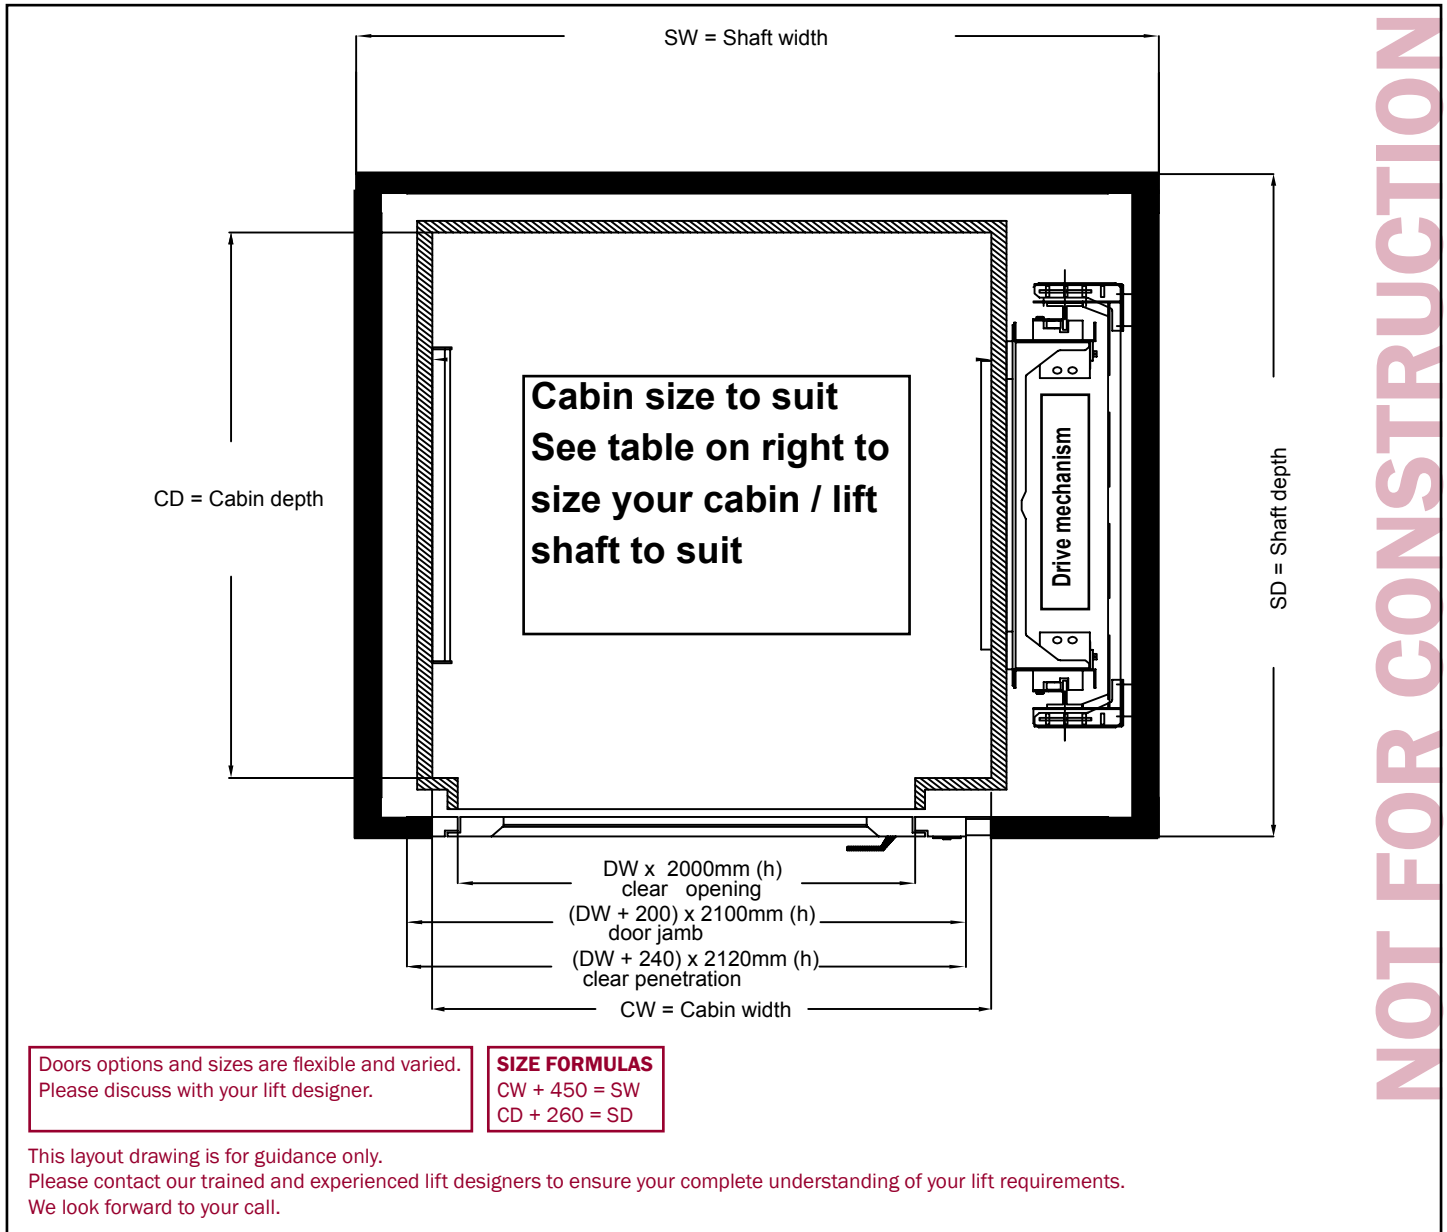 SW = Shaft width
NOT FOR CONSTRUCTION
CD = Cabin depth
Cabin size to suit
See table on right to
size your cabin / lift
shaft to suit
Drive mechanism
SD = Shaft depth
DW x 2000mm (h)
clear opening
(DW + 200) x 2100mm (h)
door jamb
(DW + 240) x 2120mm (h)
clear penetration
CW = Cabin width
Doors options and sizes are flexible and varied.
Please discuss with your lift designer.
SIZE FORMULAS
CW + 450 = SW
CD + 260 = SD
This layout drawing is for guidance only.
Please contact our trained and experienced lift designers to ensure your complete understanding of your lift requirements.
We look forward to your call.